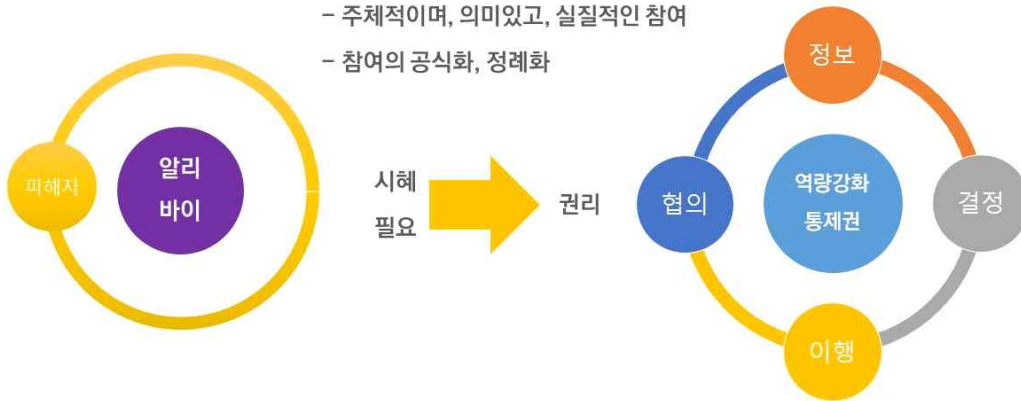 - 주체적이며, 의미있고, 실질적인 참여
- 참여의 공식화, 정례화
피해자
알리
바이
시혜
필요
권리
정보
협의
역량강화
통제권
결정
이행